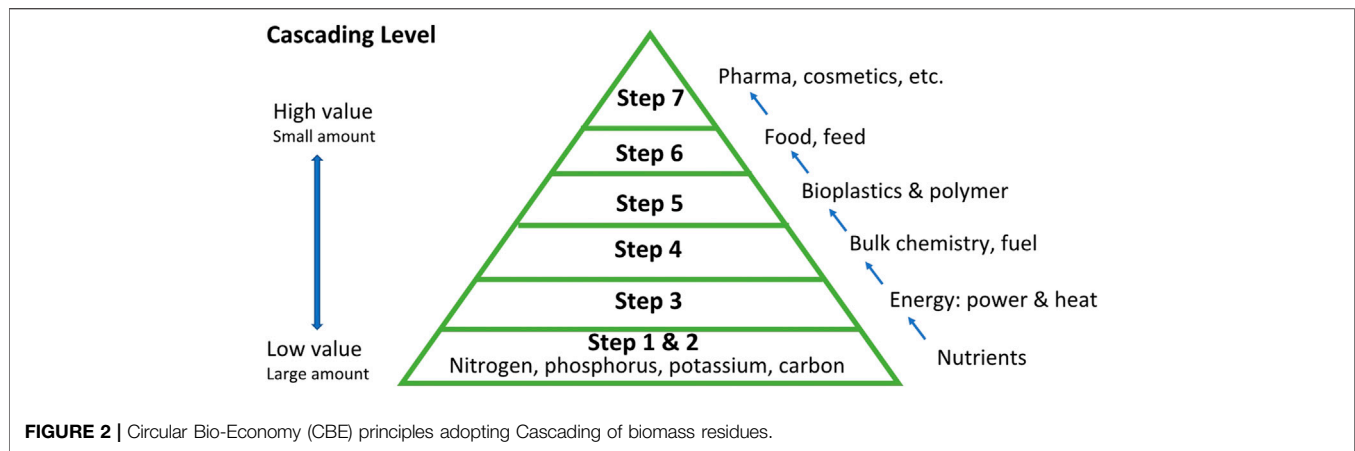 Cascading Level
High value
Small amount
Low value
Large amount
Step 7
Step 6
Step 5
Step 4
Step 3
Step 1 & 2
Nitrogen, phosphorus, potassium, carbon
Pharma, cosmetics, etc.
Food, feed
Bioplastics & polymer
Bulk chemistry, fuel
Energy: power & heat
Nutrients
FIGURE 2 | Circular Bio-Economy (CBE) principles adopting Cascading of biomass residues.